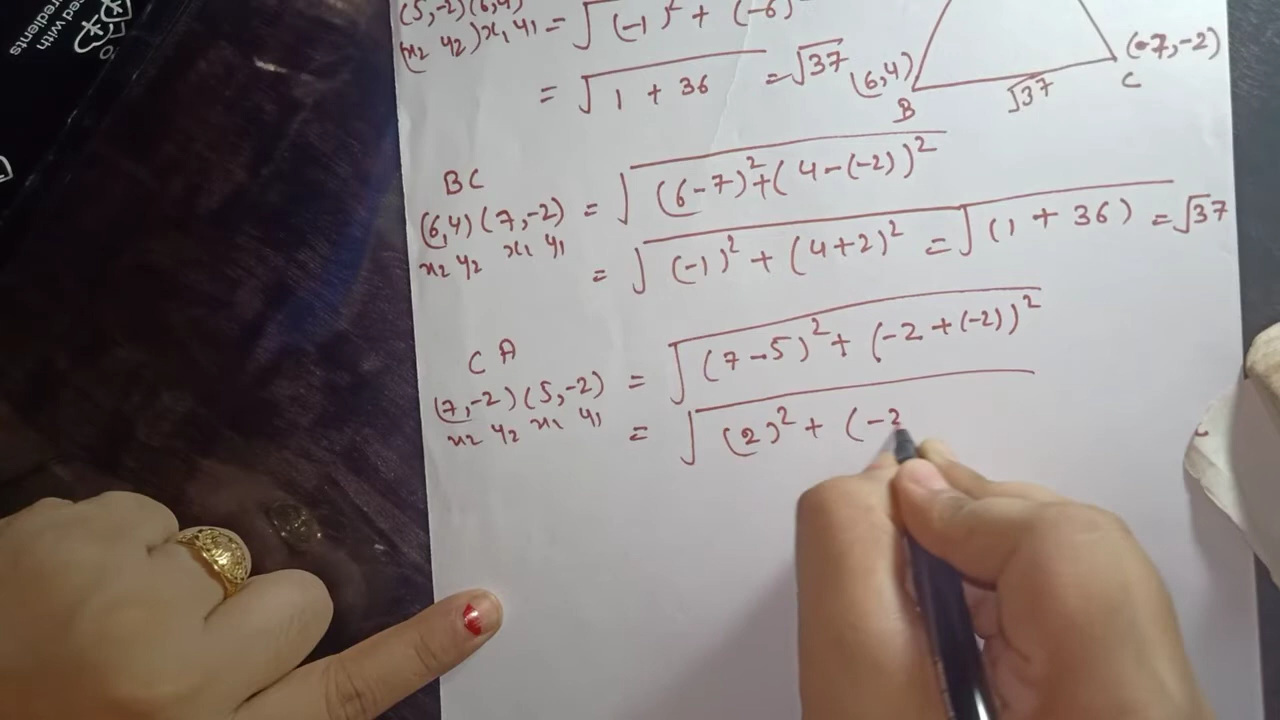 (5,-2)(6,4)
(x2 y2) x1 y1 = √(-1)² + (-6)
= √1 + 36 = √37
(6,4)
B
√37
C
(-7,-2)
BC
(6,4) (7,-2) = √(6-7)²+(4-(-2))²
x2 y2 x1 y1
= √(-1)² + (4+2)² = √(1 + 36) = √37
CA
(7,-2)(5,-2) = √(7-5)² + (-2+(-2))²
x2 y2 x1 y1 = √(2)² + (-2
ed with
redients